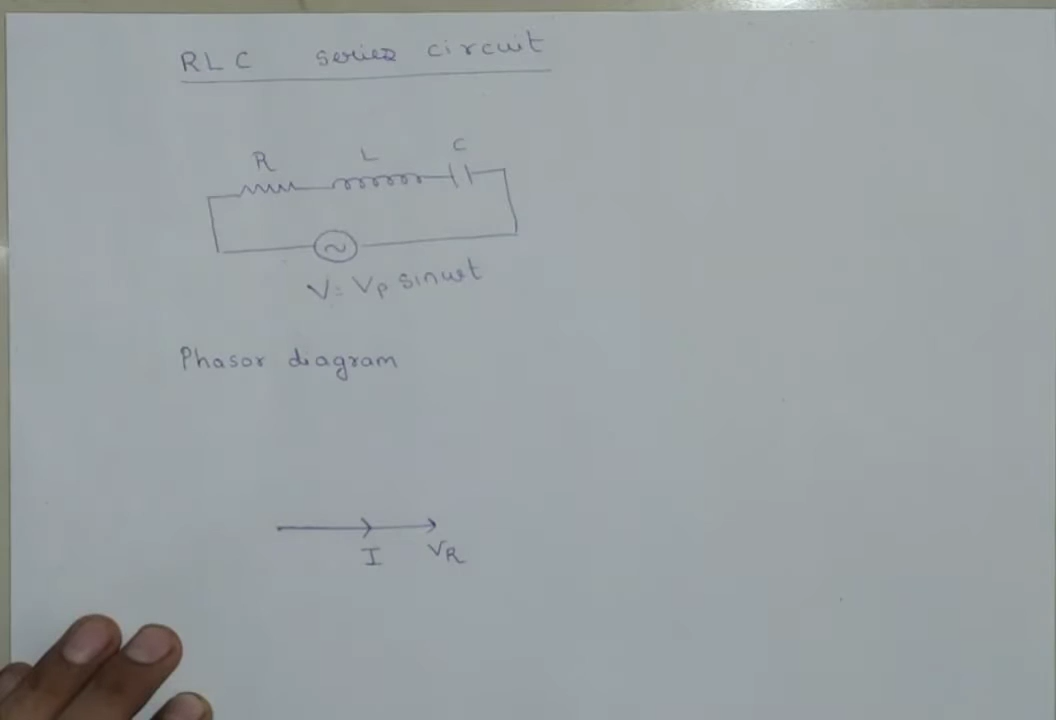 RLC series circuit
R L C
V = Vp sinωt
Phasor diagram
I VR